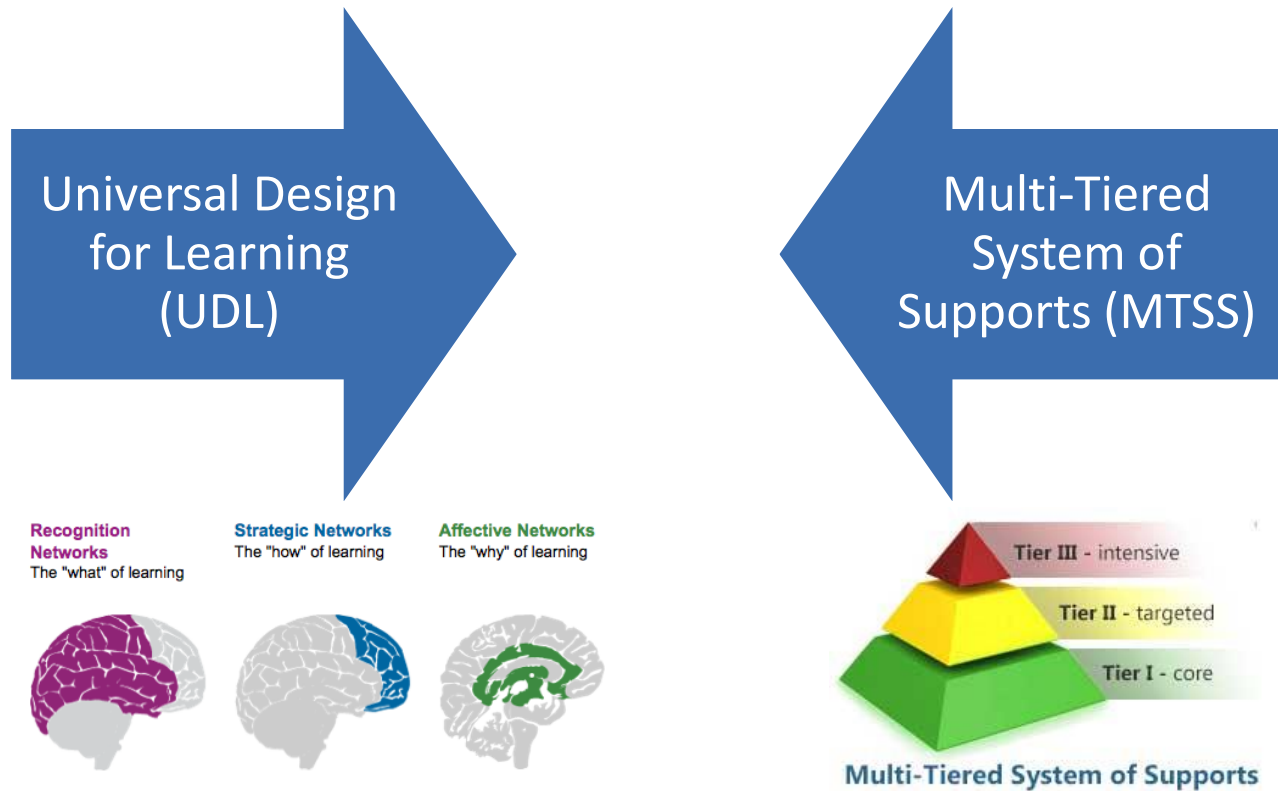 Universal Design
for Learning
(UDL)
Multi-Tiered
System of
Supports (MTSS)
Recognition
Networks
The "what" of learning
Strategic Networks
The "how" of learning
Affective Networks
The "why" of learning
Tier III - intensive
Tier II - targeted
Tier I - core
Multi-Tiered System of Supports